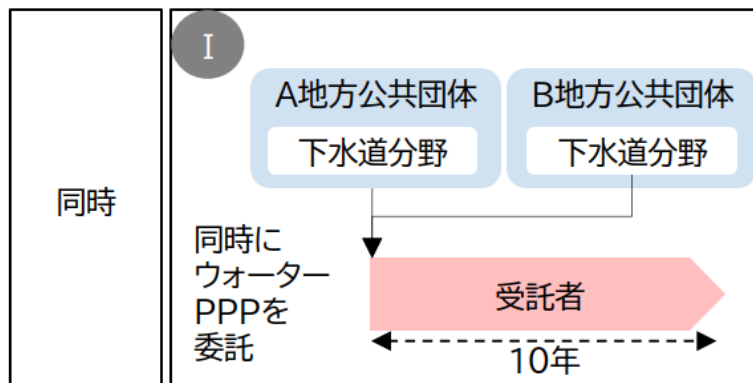 同時
I
A地方公共団体
下水道分野
B地方公共団体
下水道分野
同時に
ウォーター
PPPを
委託
受託者
10年